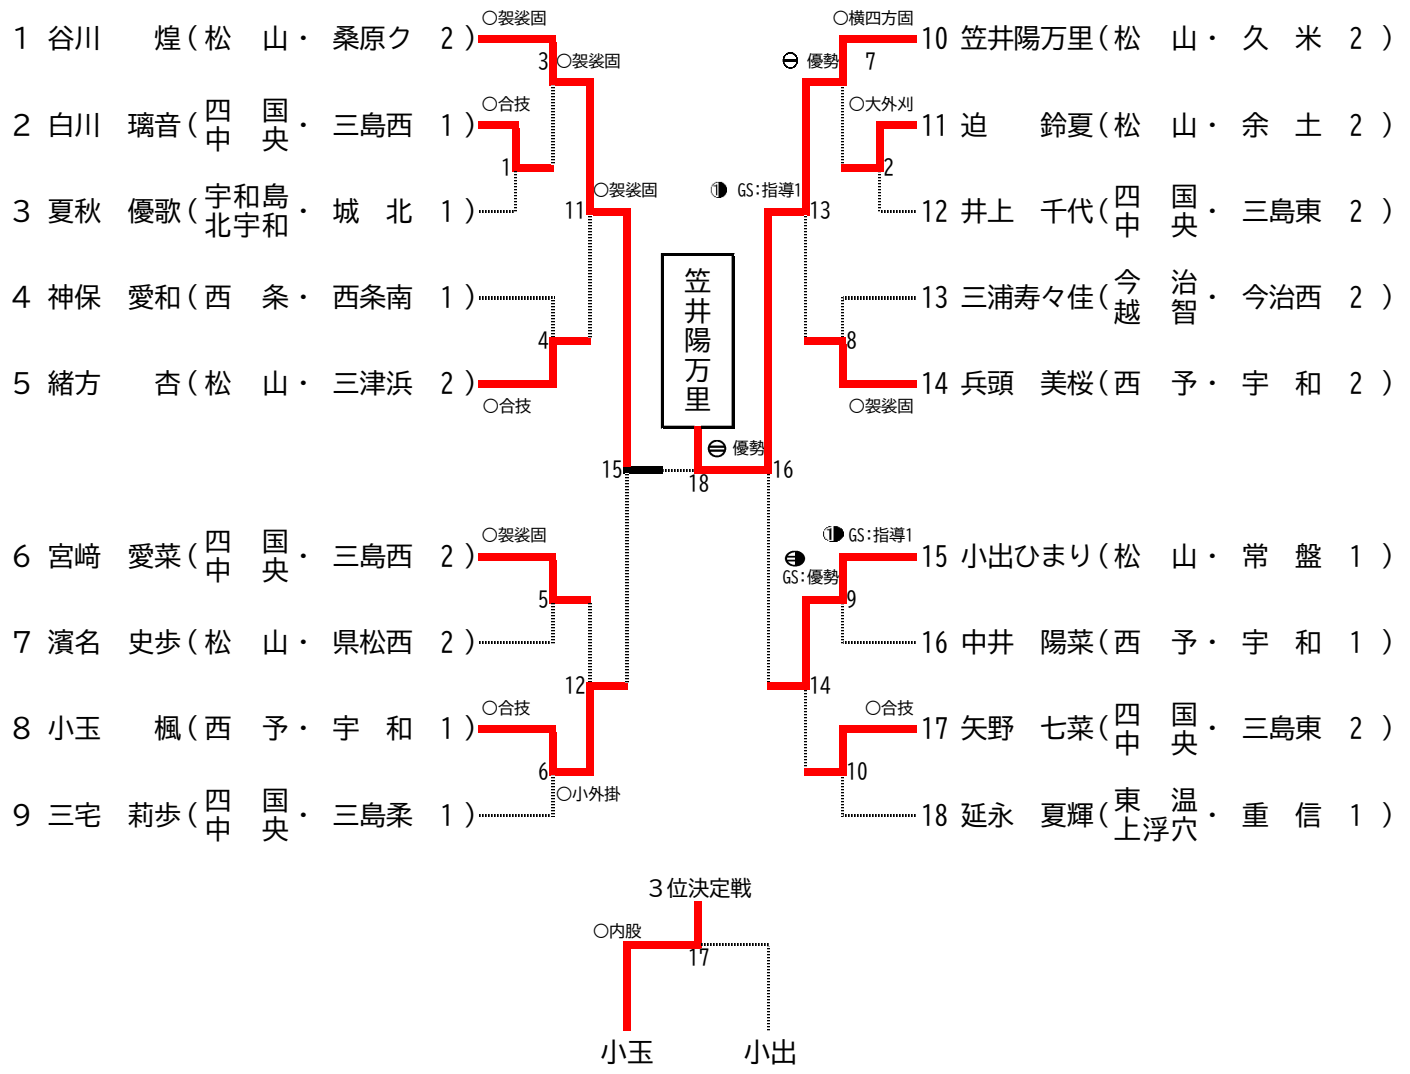 ○袈裟固
1 谷川　　煌(松　山・　桑原ク　2 )
3
○袈裟固
○合技
2 白川　璃音(四　国中　央・　三島西　1 )
1
○袈裟固
3 夏秋　優歌(宇和島北宇和・　城　北　1 )
11
4 神保　愛和(西　条・　西条南　1 )
4
5 緒方　　杏(松　山・　三津浜　2 )
○合技
15
○袈裟固
6 宮﨑　愛菜(四　国中　央・　三島西　2 )
5
7 濱名　史歩(松　山・　県松西　2 )
12
○合技
8 小玉　　楓(西　予・　宇　和　1 )
6
○小外掛
9 三宅　莉歩(四　国中　央・　三島柔　1 )
笠井陽万里
優勢
18
○横四方固
10 笠井陽万里(松　山・　久　米　2 )
優勢
7
○大外刈
11 迫　　鈴夏(松　山・　余　土　2 )
2
GS:指導1
13
12 井上　千代(四　国中　央・　三島東　2 )
13 三浦寿々佳(今　治越　智・　今治西　2 )
8
14 兵頭　美桜(西　予・　宇　和　2 )
○袈裟固
16
GS:指導1
15 小出ひまり(松　山・　常　盤　1 )
GS:優勢
9
16 中井　陽菜(西　予・　宇　和　1 )
14
○合技
17 矢野　七菜(四　国中　央・　三島東　2 )
10
18 延永　夏輝(東　温上浮穴・　重　信　1 )
３位決定戦
○内股
17
小玉
小出